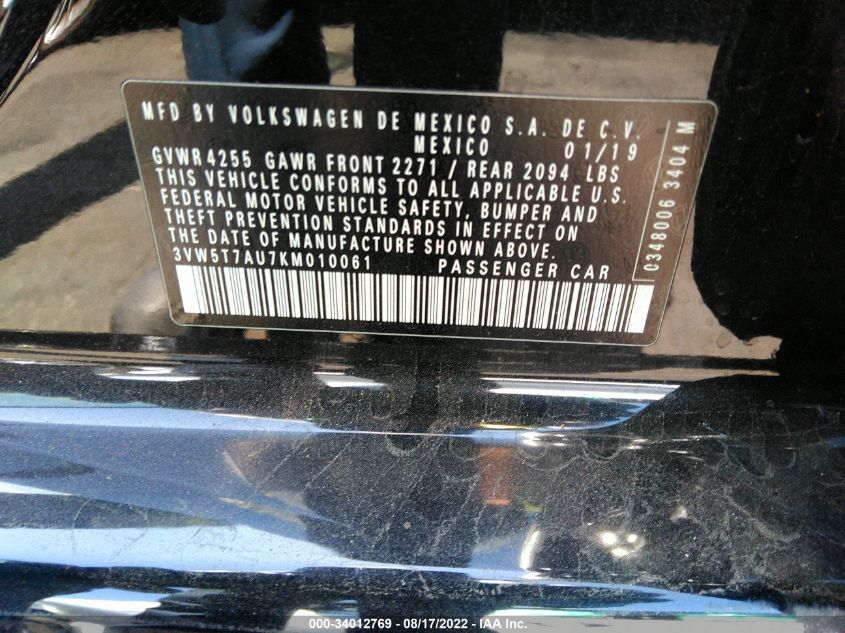 MFD BY VOLKSWAGEN DE MEXICO S.A. DE C.V.
MEXICO 01/19
GVWR 4255 GAWR FRONT 2271 / REAR 2094 LBS
THIS VEHICLE CONFORMS TO ALL APPLICABLE U.S.
FEDERAL MOTOR VEHICLE SAFETY, BUMPER AND
THEFT PREVENTION STANDARDS IN EFFECT ON
THE DATE OF MANUFACTURE SHOWN ABOVE.
3VW5T7AU7KM010061 PASSENGER CAR
0348006 3404 M
000-34012769 - 08/17/2022 - IAA Inc.